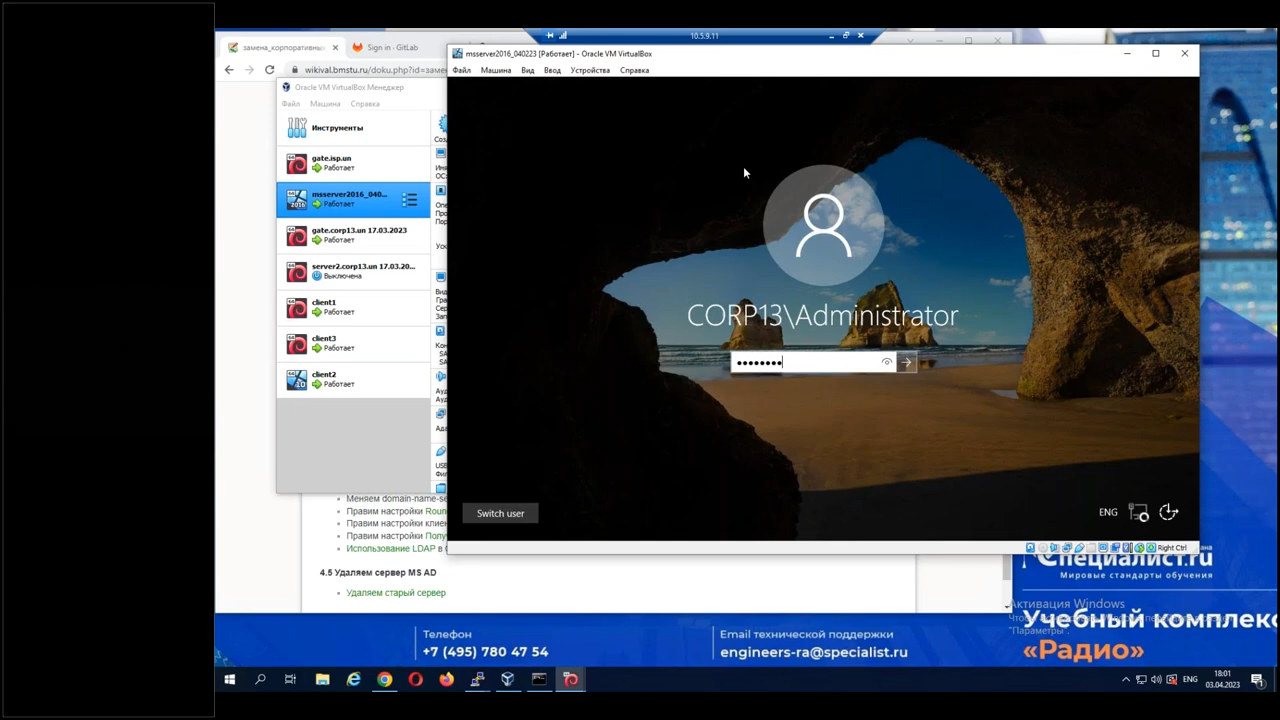 10.5.9.11
замена_корпоративных
Sign in · GitLab
wikival.bmstu.ru/doku.php?id=замен
msserver2016_040223 [Работает] - Oracle VM VirtualBox
Файл Машина Вид Ввод Устройства Справка
Oracle VM VirtualBox Менеджер
Файл Машина Справка
Инструменты
gate.isp.un
Работает
msserver2016_040...
Работает
gate.corp13.un 17.03.2023
Работает
server2.corp13.un 17.03.20...
Выключена
client1
Работает
client3
Работает
client2
Работает
CORP13\Administrator
Switch user
ENG
Right Ctrl
Меняем domain-name-se
Правим настройки Roun
Правим настройки клиен
Правим настройки Полу
Использование LDAP в
4.5 Удаляем сервер MS AD
Удаляем старый сервер
Специалист.ru
Мировые стандарты обучения
Активация Windows
"Параметры".
Учебный комплекс
«Радио»
Телефон
+7 (495) 780 47 54
Email технической поддержки
engineers-ra@specialist.ru
ENG
18:01
03.04.2023